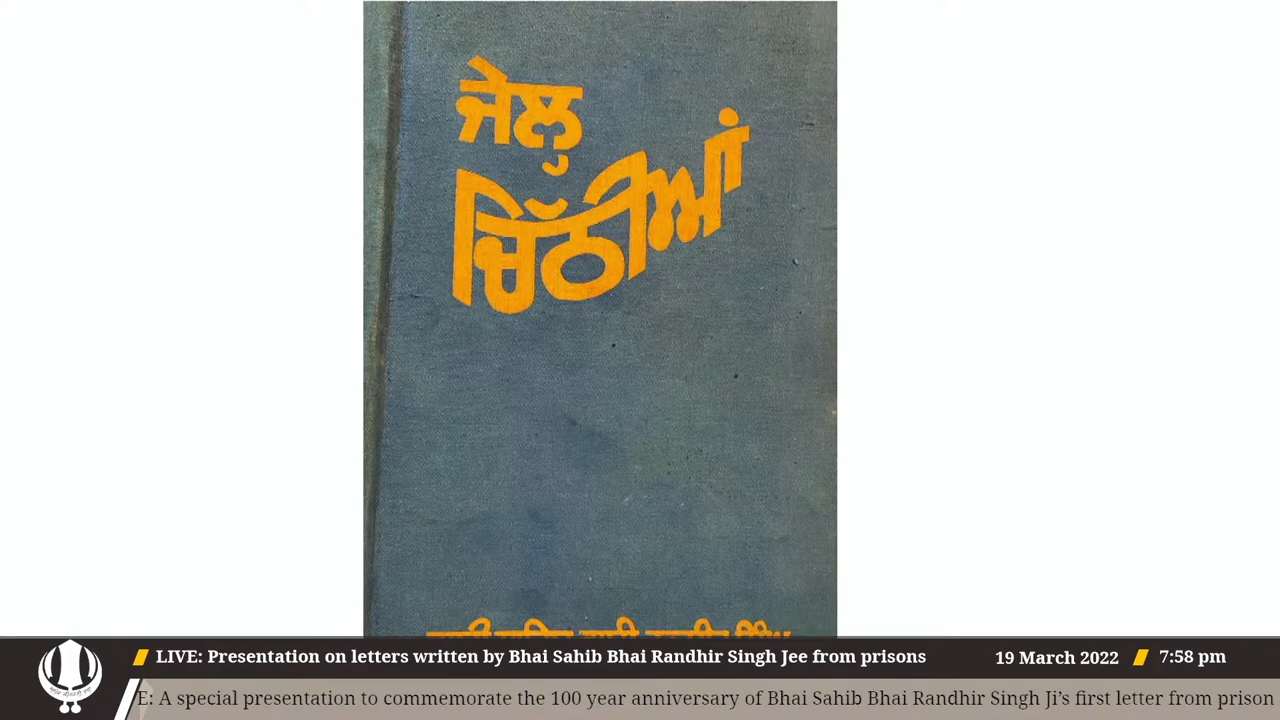 ਜੇਲ੍ਹ
ਚਿੱਠੀਆਂ
LIVE: Presentation on letters written by Bhai Sahib Bhai Randhir Singh Jee from prisons
19 March 2022
7:58 pm
E: A special presentation to commemorate the 100 year anniversary of Bhai Sahib Bhai Randhir Singh Ji's first letter from prison